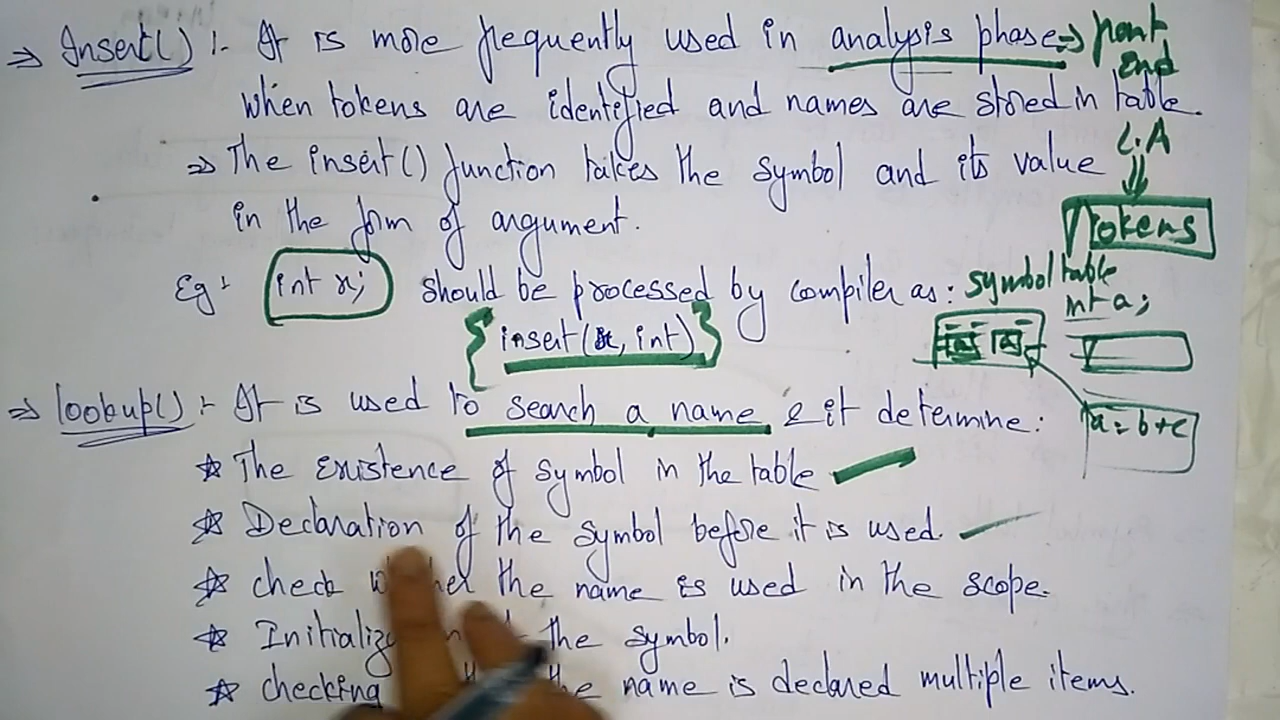 ⇒ Insert() :- It is more frequently used in analysis phase ⇒ front end
when tokens are identified and names are stored in table.
L.A
⇒ The insert() function takes the symbol and its value
in the form of argument.
Tokens
Eg:- int x; should be processed by compiler as:
symbol table
int a;
{ insert(x, int) }
⇒ lookup() :- It is used to search a name & it determine:
a = b+c
☆ The Existence of symbol in the table
☆ Declaration of the symbol before it is used.
☆ check the name is used in the scope.
☆ the symbol.
☆ checking the name is declared multiple items.